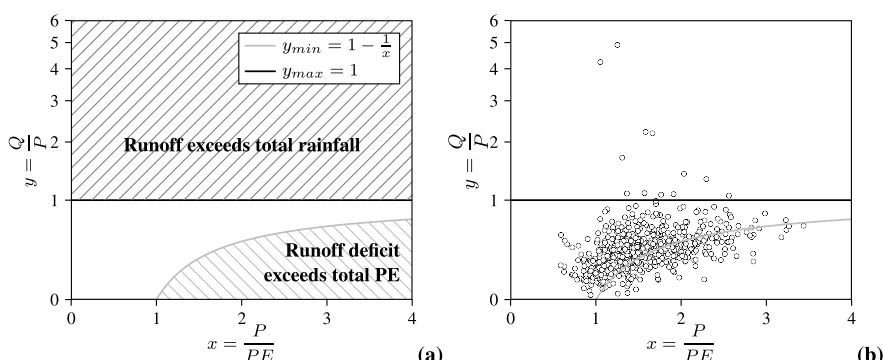 6
5
4
3
2
1
0
y = Q/P
y_min = 1 − 1/x
y_max = 1
Runoff exceeds total rainfall
Runoff deficit
exceeds total PE
0 1 2 3 4
x = P/PE
(a)
6
5
4
3
2
1
0
y = Q/P
0 1 2 3 4
x = P/PE
(b)